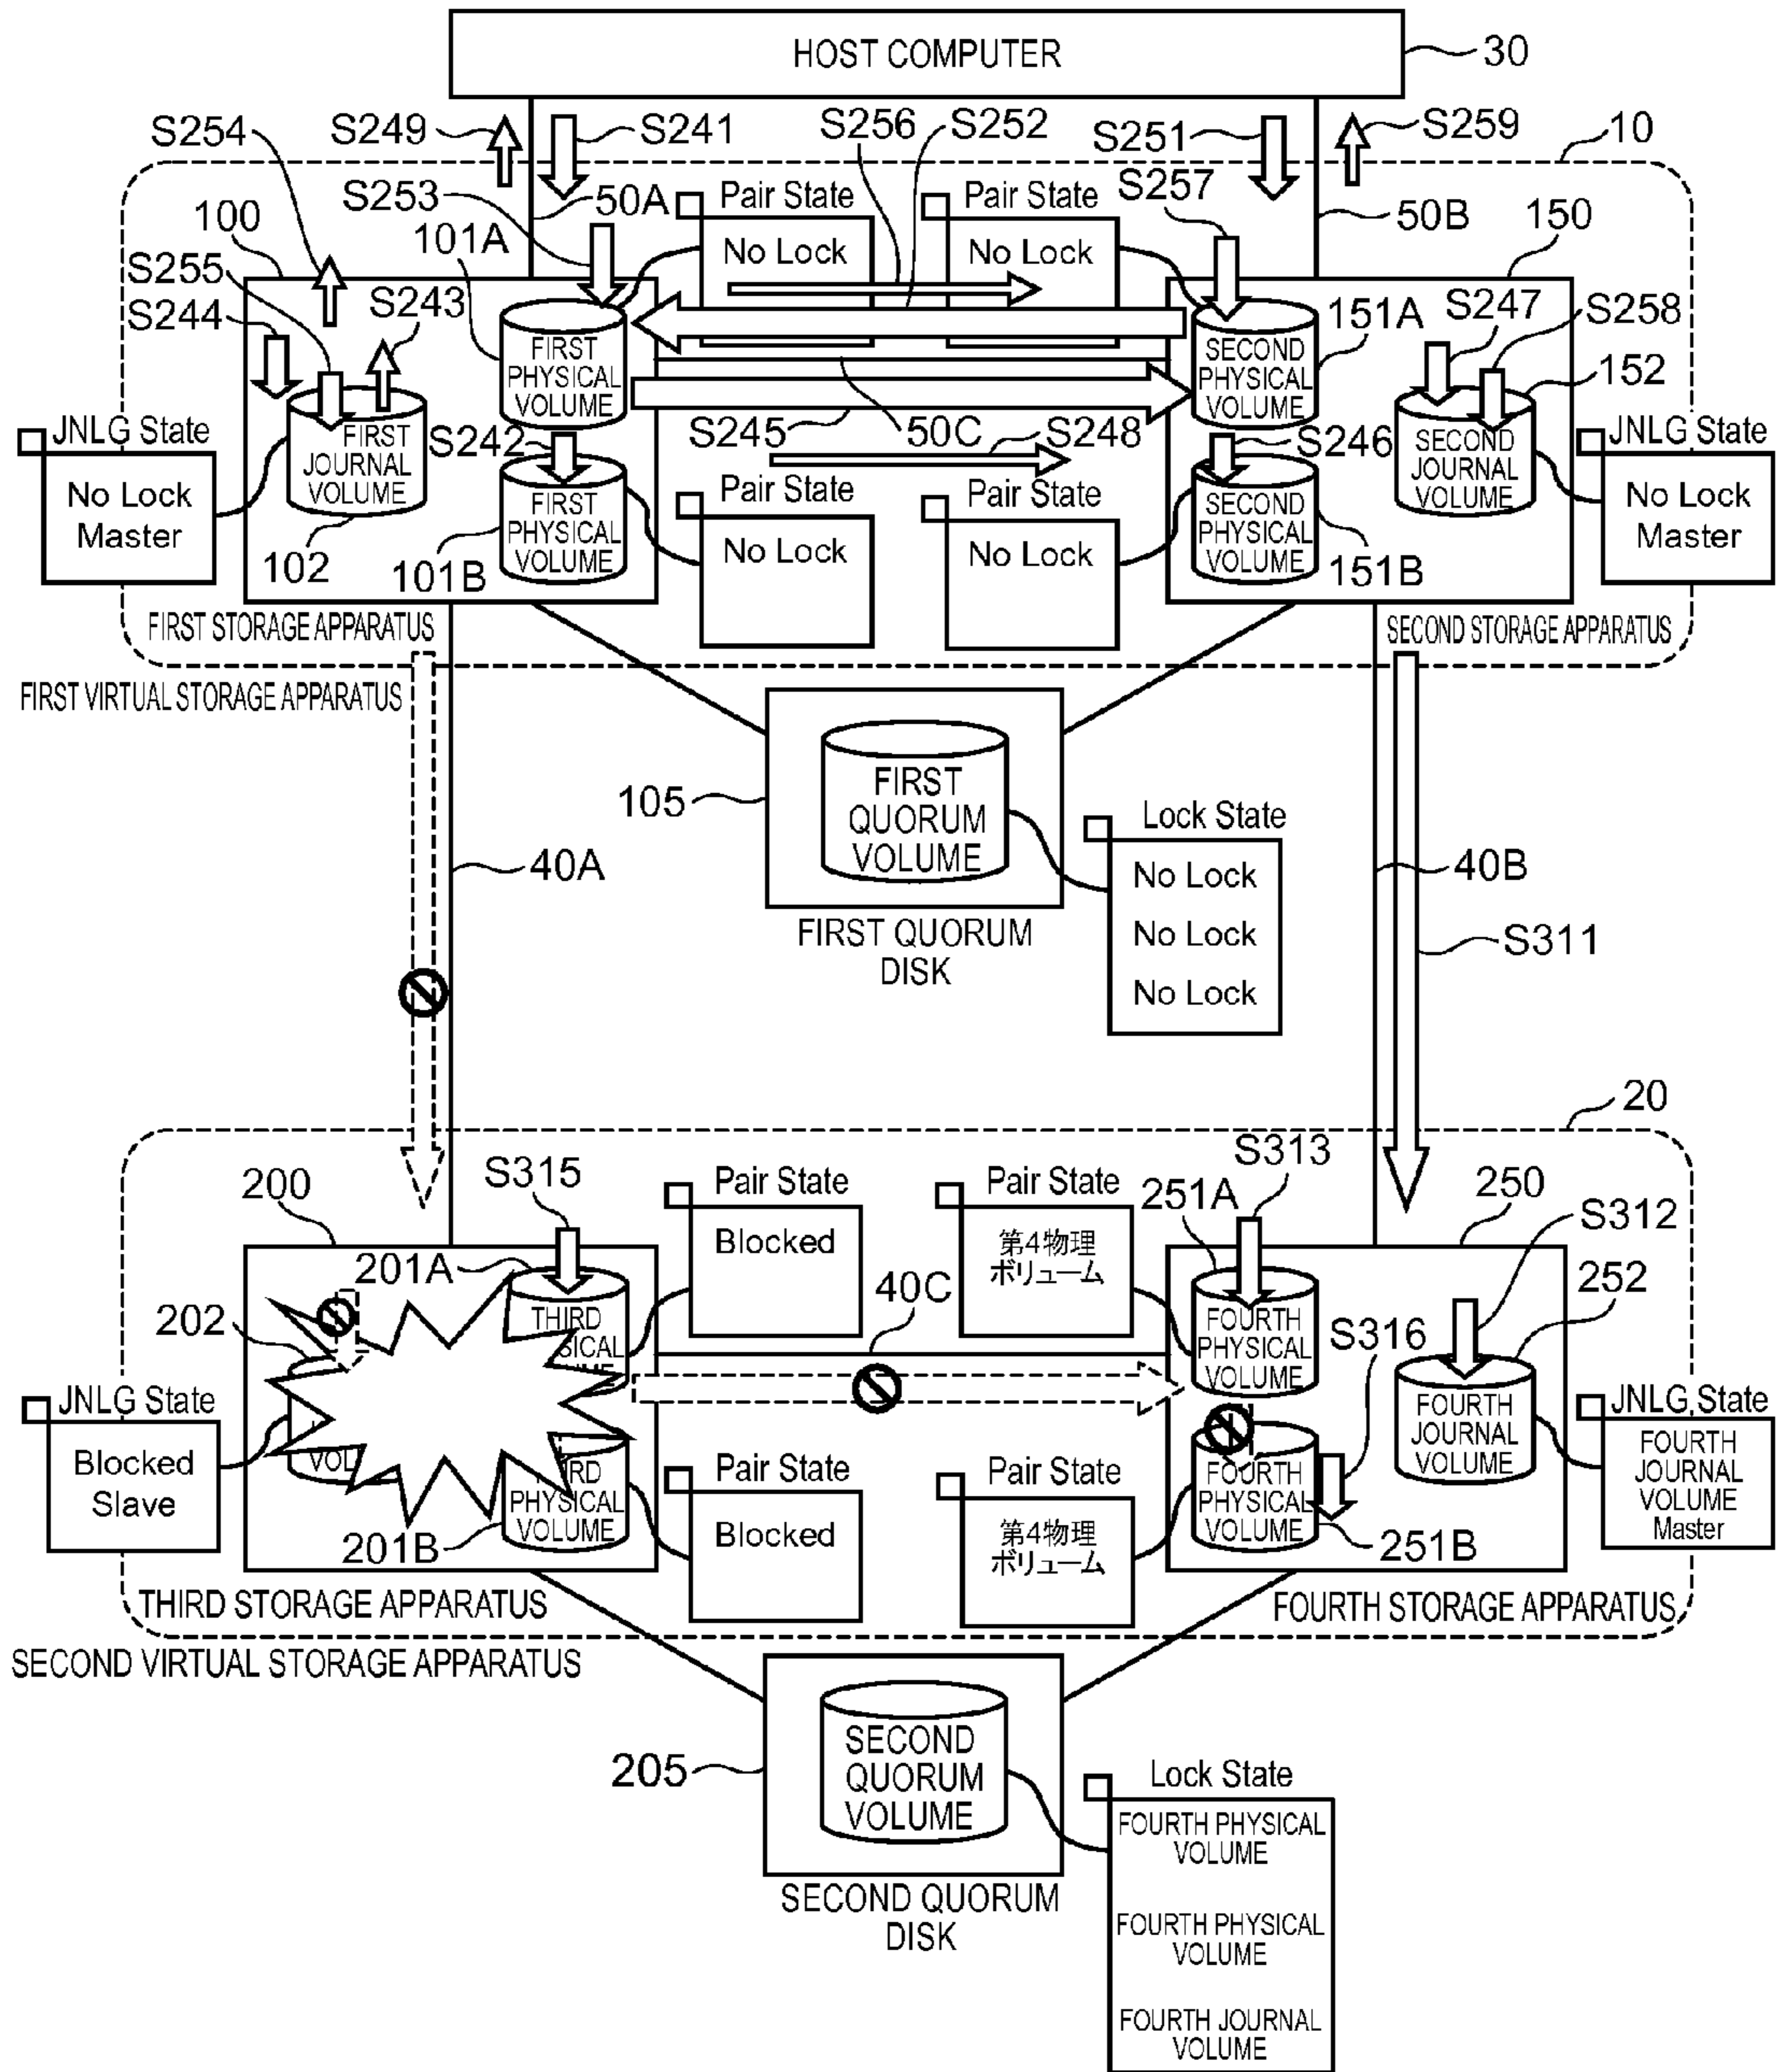 HOST COMPUTER
30
S254
S249
S241
S256
S252
S251
S259
10
S253
50A
Pair State
No Lock
Pair State
No Lock
S257
50B
150
100
101A
S255
S244
S243
FIRST
PHYSICAL
VOLUME
SECOND
PHYSICAL
VOLUME
151A
S247
S258
152
JNLG State
No Lock
Master
FIRST
JOURNAL
VOLUME
102
S242
S245
50C
S248
S246
SECOND
JOURNAL
VOLUME
JNLG State
No Lock
Master
FIRST
PHYSICAL
VOLUME
101B
Pair State
No Lock
Pair State
No Lock
SECOND
PHYSICAL
VOLUME
151B
FIRST STORAGE APPARATUS
SECOND STORAGE APPARATUS
FIRST VIRTUAL STORAGE APPARATUS
105
FIRST
QUORUM
VOLUME
Lock State
No Lock
No Lock
No Lock
FIRST QUORUM
DISK
40A
40B
S311
20
200
S315
Pair State
Blocked
Pair State
第4物理
ボリューム
S313
251A
250
S312
201A
202
THIRD
40C
FOURTH
PHYSICAL
VOLUME
S316
252
JNLG State
Blocked
Slave
FOURTH
JOURNAL
VOLUME
JNLG State
FOURTH
JOURNAL
VOLUME
Master
PHYSICAL
VOLUME
201B
Pair State
Blocked
Pair State
第4物理
ボリューム
FOURTH
PHYSICAL
VOLUME
251B
THIRD STORAGE APPARATUS
FOURTH STORAGE APPARATUS
SECOND VIRTUAL STORAGE APPARATUS
205
SECOND
QUORUM
VOLUME
Lock State
FOURTH PHYSICAL
VOLUME
FOURTH PHYSICAL
VOLUME
FOURTH JOURNAL
VOLUME
SECOND QUORUM
DISK